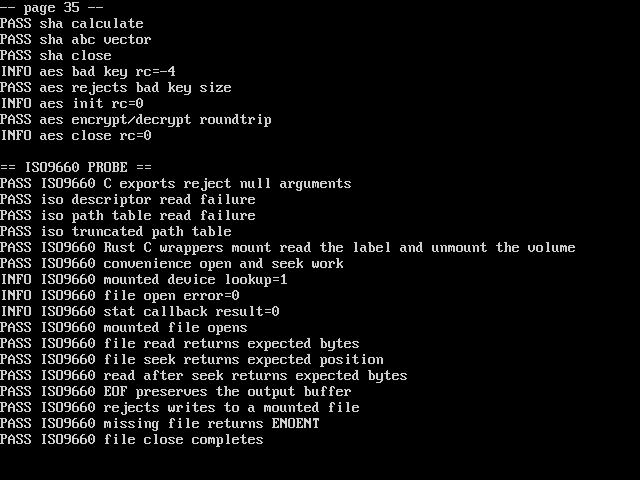 -- page 35 --
PASS sha calculate
PASS sha abc vector
PASS sha close
INFO aes bad key rc=-4
PASS aes rejects bad key size
INFO aes init rc=0
PASS aes encrypt/decrypt roundtrip
INFO aes close rc=0
== ISO9660 PROBE ==
PASS ISO9660 C exports reject null arguments
PASS iso descriptor read failure
PASS iso path table read failure
PASS iso truncated path table
PASS ISO9660 Rust C wrappers mount read the label and unmount the volume
PASS ISO9660 convenience open and seek work
INFO ISO9660 mounted device lookup=1
INFO ISO9660 file open error=0
INFO ISO9660 stat callback result=0
PASS ISO9660 mounted file opens
PASS ISO9660 file read returns expected bytes
PASS ISO9660 file seek returns expected position
PASS ISO9660 read after seek returns expected bytes
PASS ISO9660 EOF preserves the output buffer
PASS ISO9660 rejects writes to a mounted file
PASS ISO9660 missing file returns ENOENT
PASS ISO9660 file close completes